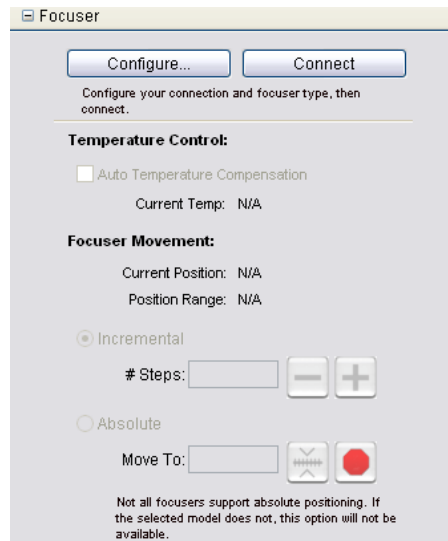 Focuser
Configure... Connect
Configure your connection and focuser type, then
connect.
Temperature Control:
Auto Temperature Compensation
Current Temp: N/A
Focuser Movement:
Current Position: N/A
Position Range: N/A
Incremental
# Steps:
Absolute
Move To:
Not all focusers support absolute positioning. If
the selected model does not, this option will not be
available.